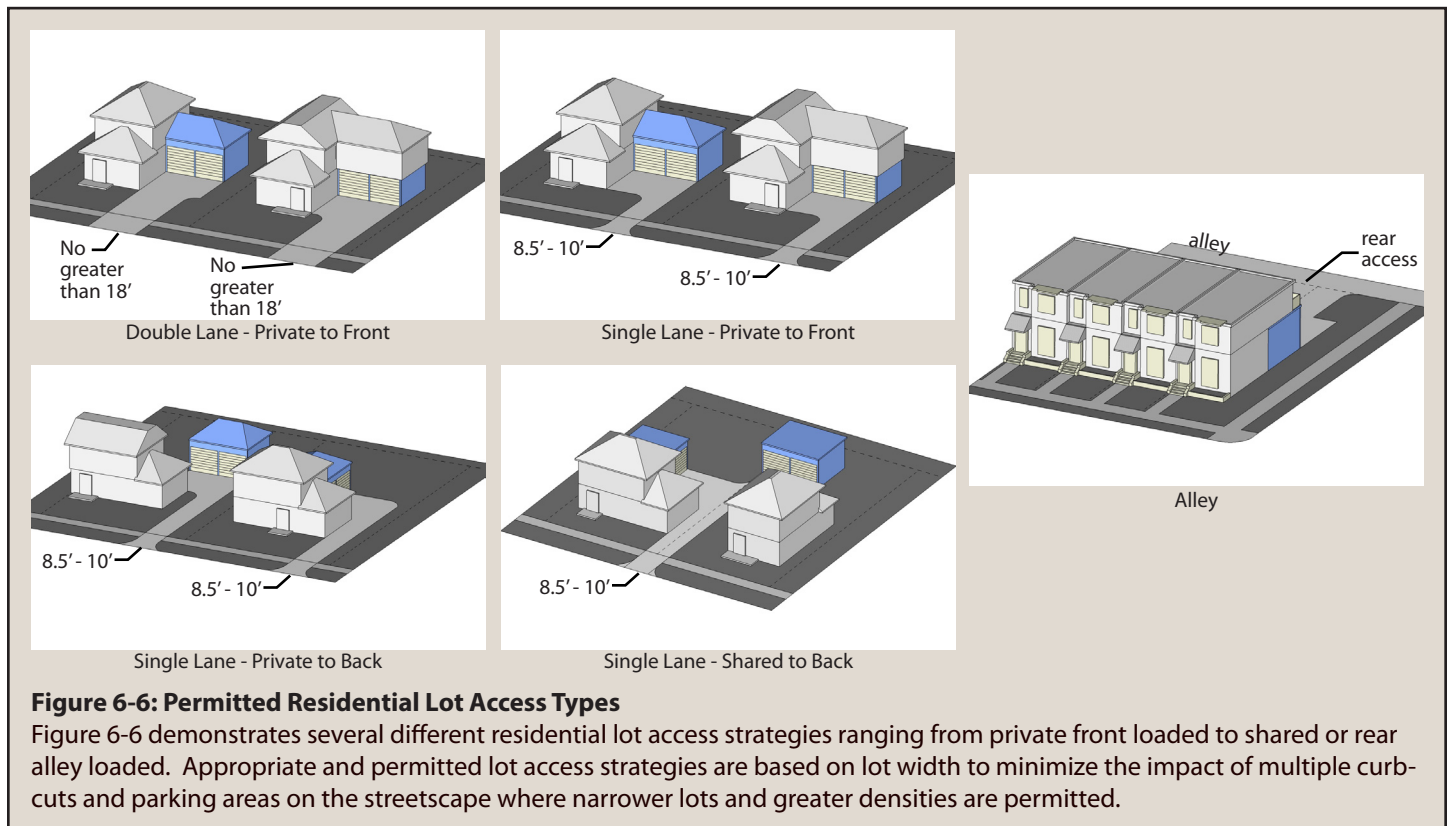 No
greater
than 18’
No
greater
than 18’
Double Lane - Private to Front
8.5’ - 10’
8.5’ - 10’
Single Lane - Private to Front
alley
rear
access
Alley
8.5’ - 10’
8.5’ - 10’
Single Lane - Private to Back
8.5’ - 10’
Single Lane - Shared to Back
Figure 6-6: Permitted Residential Lot Access Types
Figure 6-6 demonstrates several different residential lot access strategies ranging from private front loaded to shared or rear
alley loaded.  Appropriate and permitted lot access strategies are based on lot width to minimize the impact of multiple curb-
cuts and parking areas on the streetscape where narrower lots and greater densities are permitted.